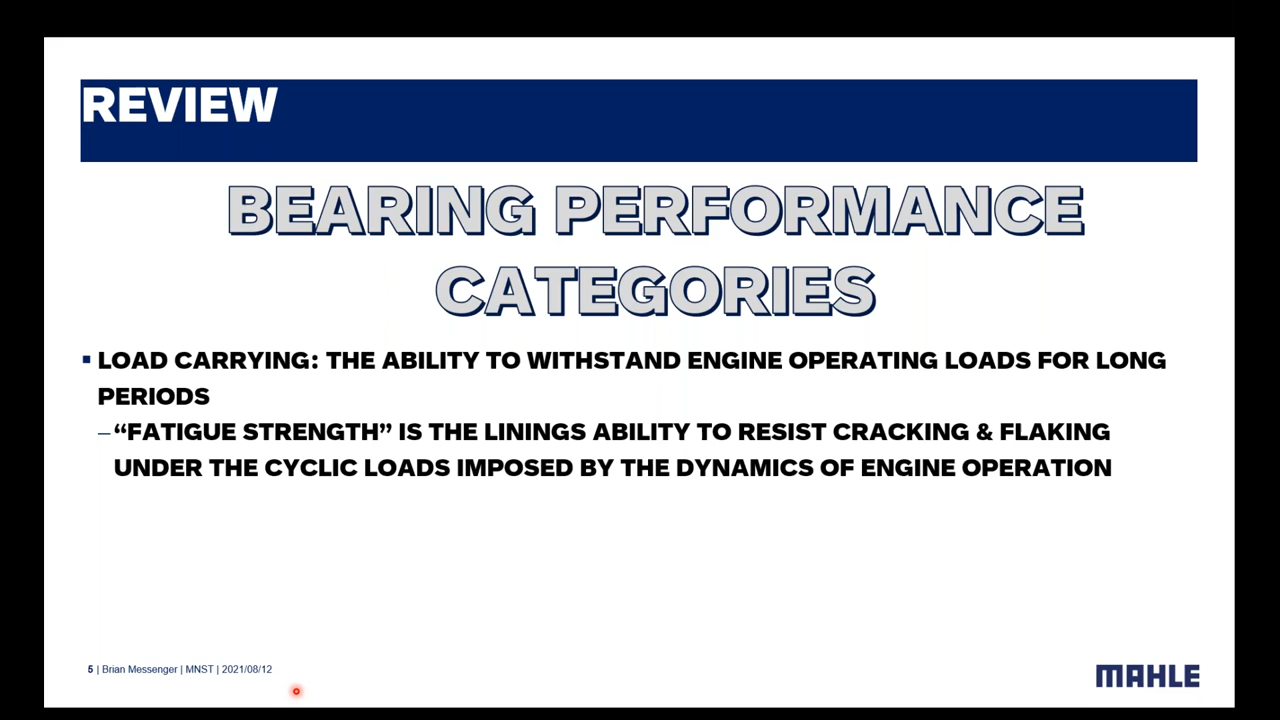 REVIEW
BEARING PERFORMANCE
CATEGORIES
▪ LOAD CARRYING: THE ABILITY TO WITHSTAND ENGINE OPERATING LOADS FOR LONG
PERIODS
–“FATIGUE STRENGTH” IS THE LININGS ABILITY TO RESIST CRACKING & FLAKING
UNDER THE CYCLIC LOADS IMPOSED BY THE DYNAMICS OF ENGINE OPERATION
5 | Brian Messenger | MNST | 2021/08/12
MAHLE